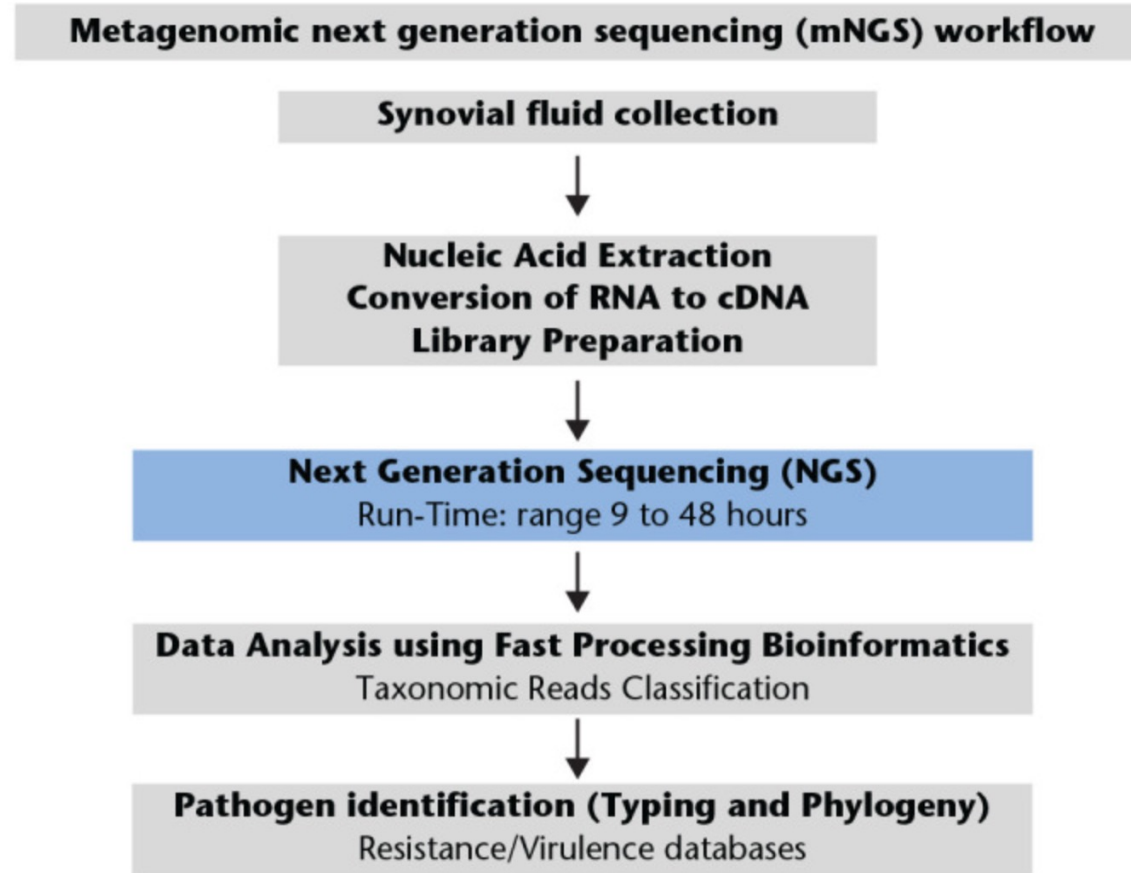 Metagenomic next generation sequencing (mNGS) workflow
Synovial fluid collection
Nucleic Acid Extraction
Conversion of RNA to cDNA
Library Preparation
Next Generation Sequencing (NGS)
Run-Time: range 9 to 48 hours
Data Analysis using Fast Processing Bioinformatics
Taxonomic Reads Classification
Pathogen identification (Typing and Phylogeny)
Resistance/Virulence databases